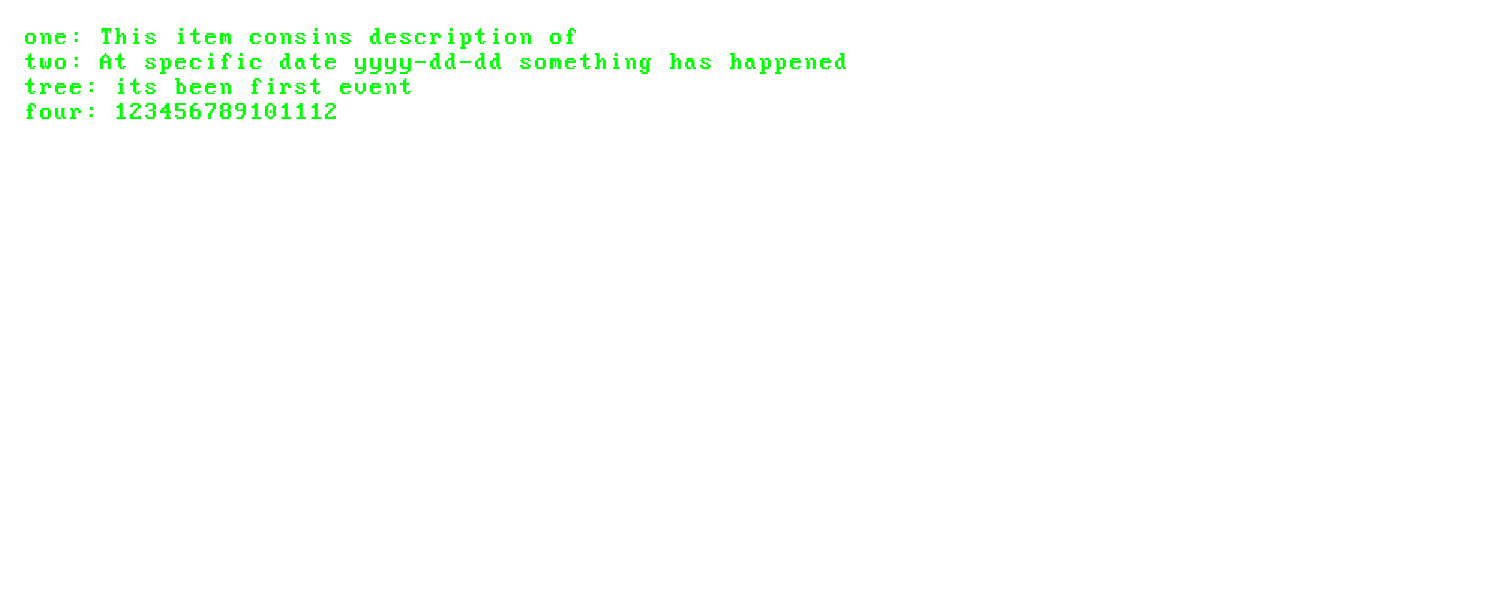 one: This item consins description of
two: At specific date yyyy-dd-dd something has happened
tree: its been first event
four: 123456789101112